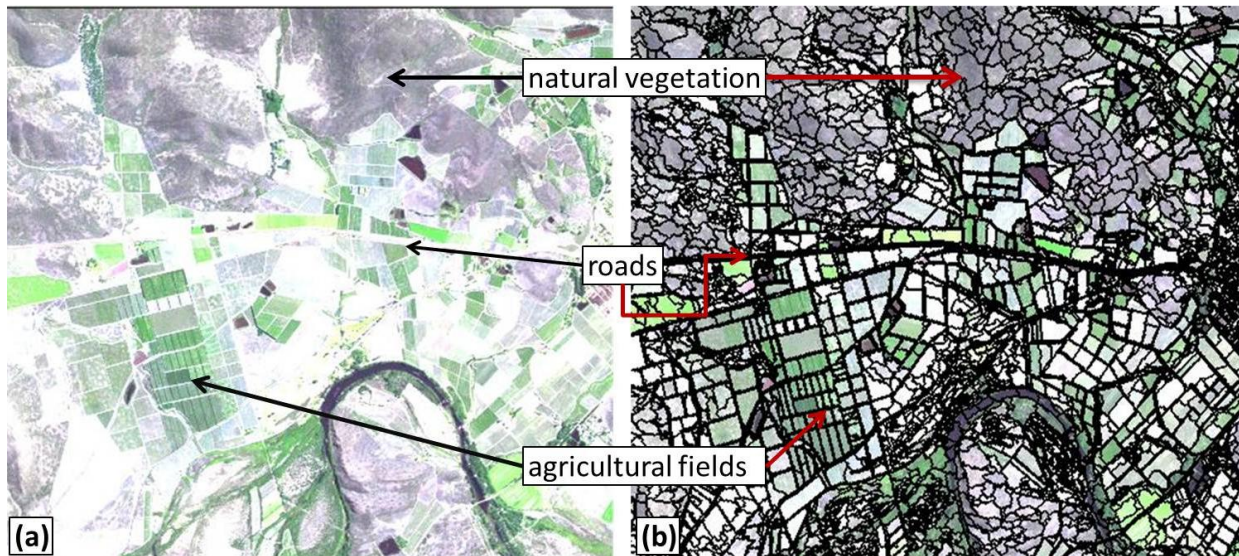 natural vegetation
roads
agricultural fields
(a)
(b)